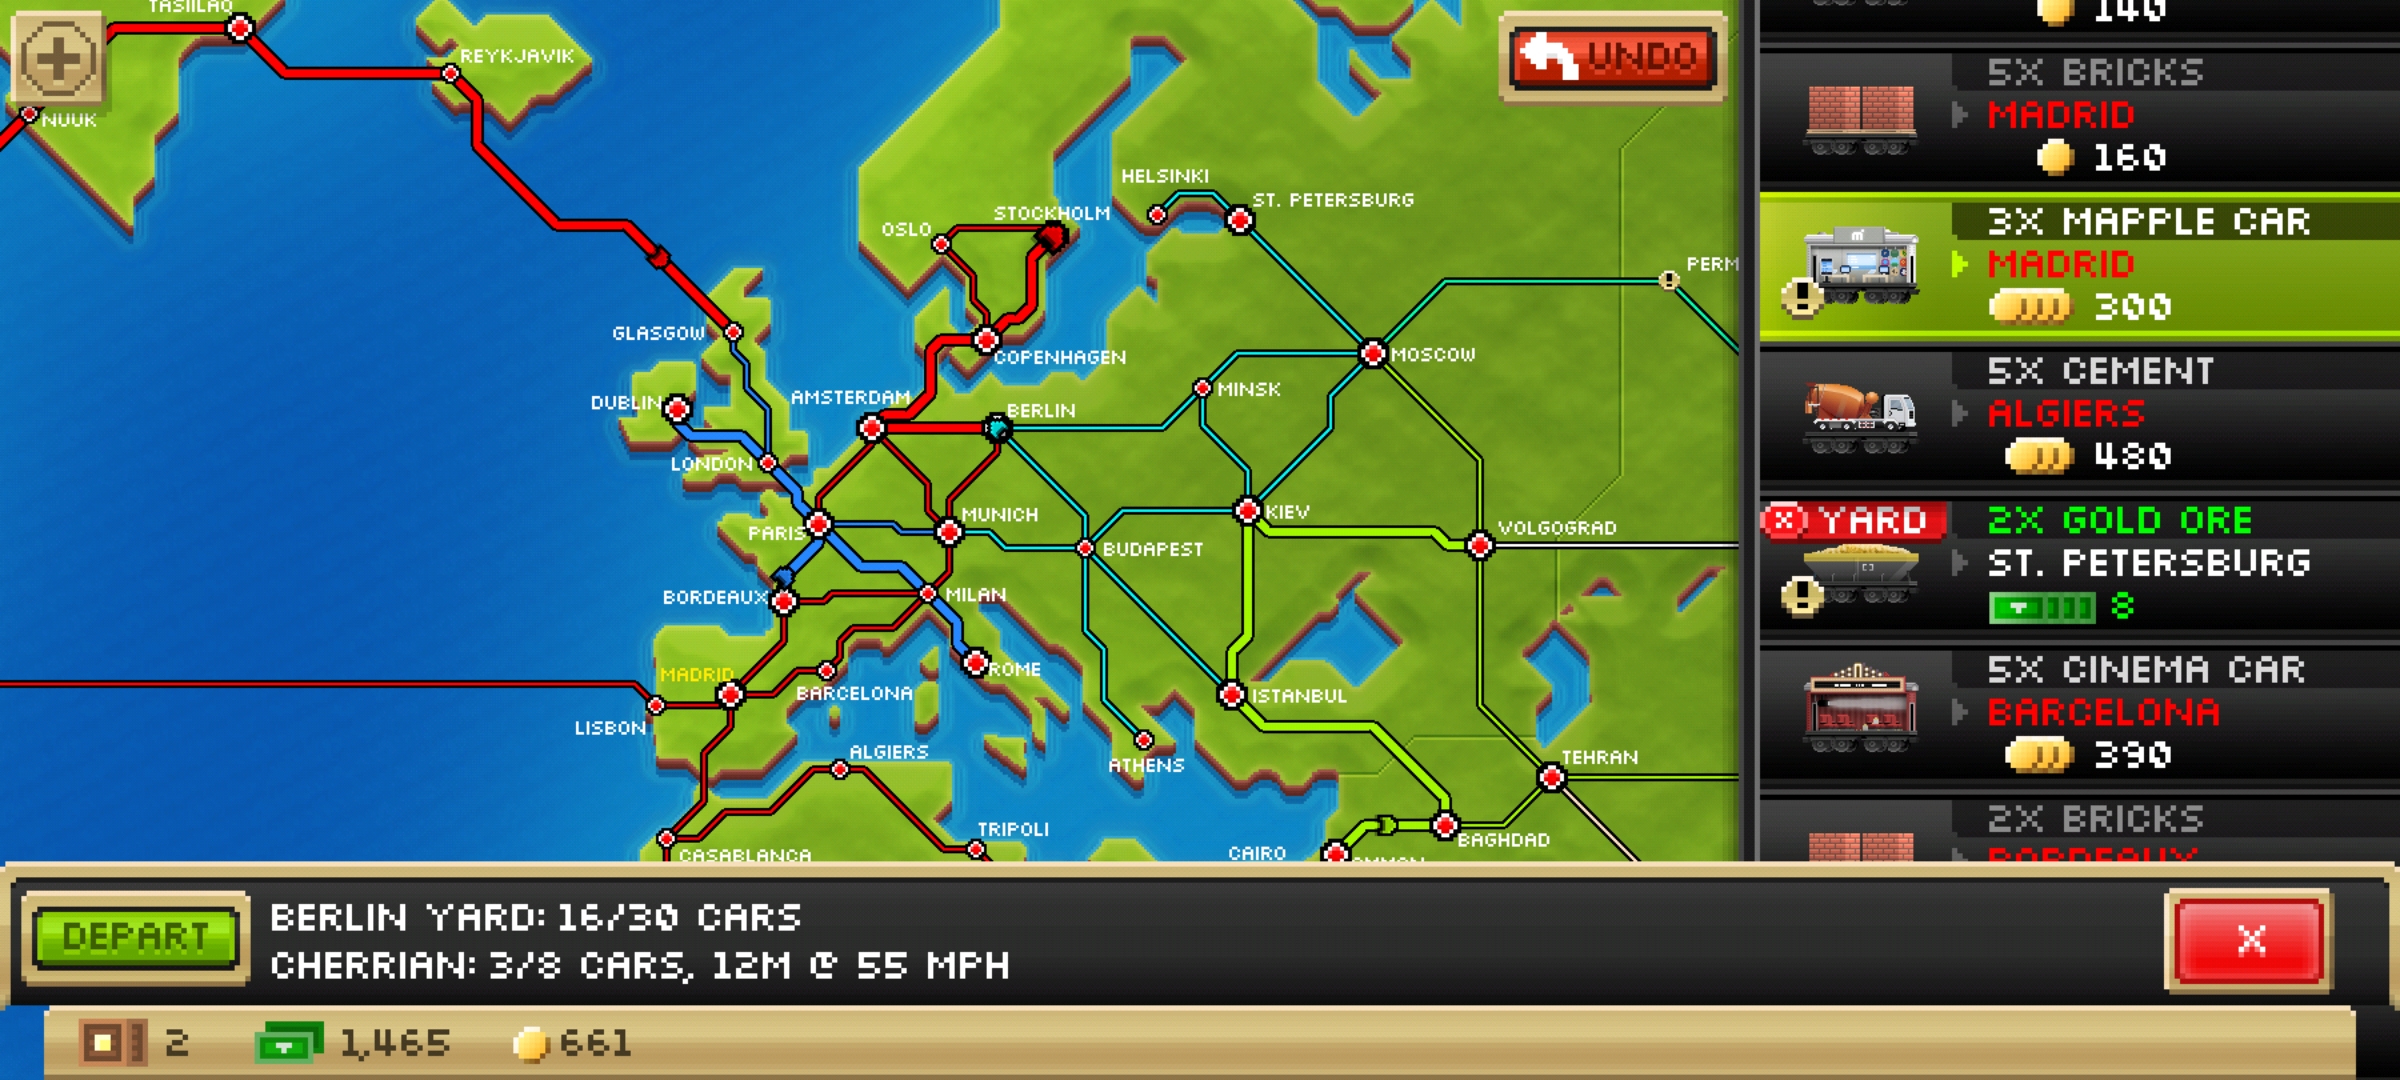 TASIILAQ
REYKJAVIK
NUUK
UNDO
HELSINKI
ST. PETERSBURG
STOCKHOLM
OSLO
PERM
GLASGOW
COPENHAGEN
MOSCOW
MINSK
DUBLIN
AMSTERDAM
BERLIN
LONDON
PARIS
MUNICH
KIEV
VOLGOGRAD
BUDAPEST
BORDEAUX
MILAN
MADRID
ROME
BARCELONA
ISTANBUL
LISBON
ALGIERS
ATHENS
TEHRAN
TRIPOLI
BAGHDAD
CASABLANCA
CAIRO
140
5X BRICKS
MADRID
160
3X MAPPLE CAR
m
MADRID
300
5X CEMENT
ALGIERS
480
YARD
2X GOLD ORE
ST. PETERSBURG
8
5X CINEMA CAR
BARCELONA
390
2X BRICKS
BORDEAUX
DEPART
BERLIN YARD: 16/30 CARS
CHERRIAN: 3/8 CARS, 12M @ 55 MPH
X
2
1,465
661